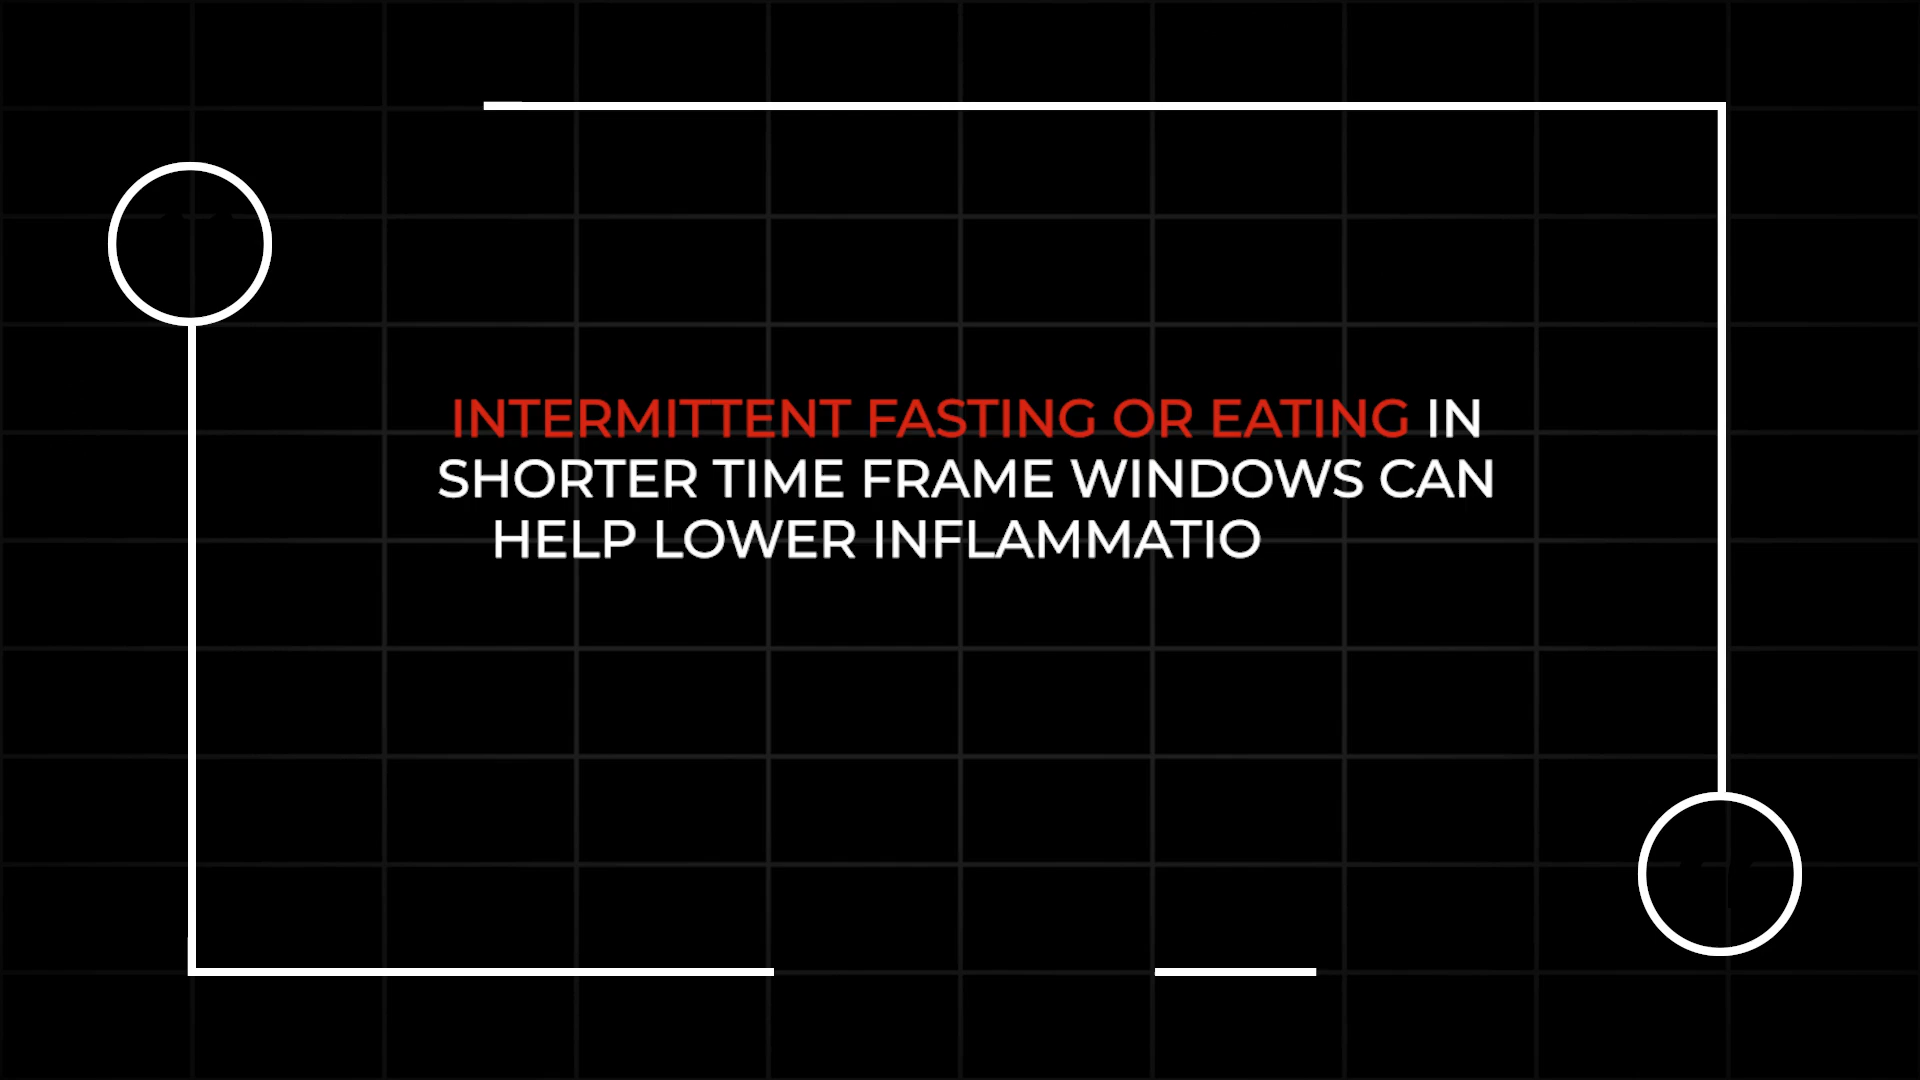 INTERMITTENT FASTING OR EATING IN
SHORTER TIME FRAME WINDOWS CAN
HELP LOWER INFLAMMATIO